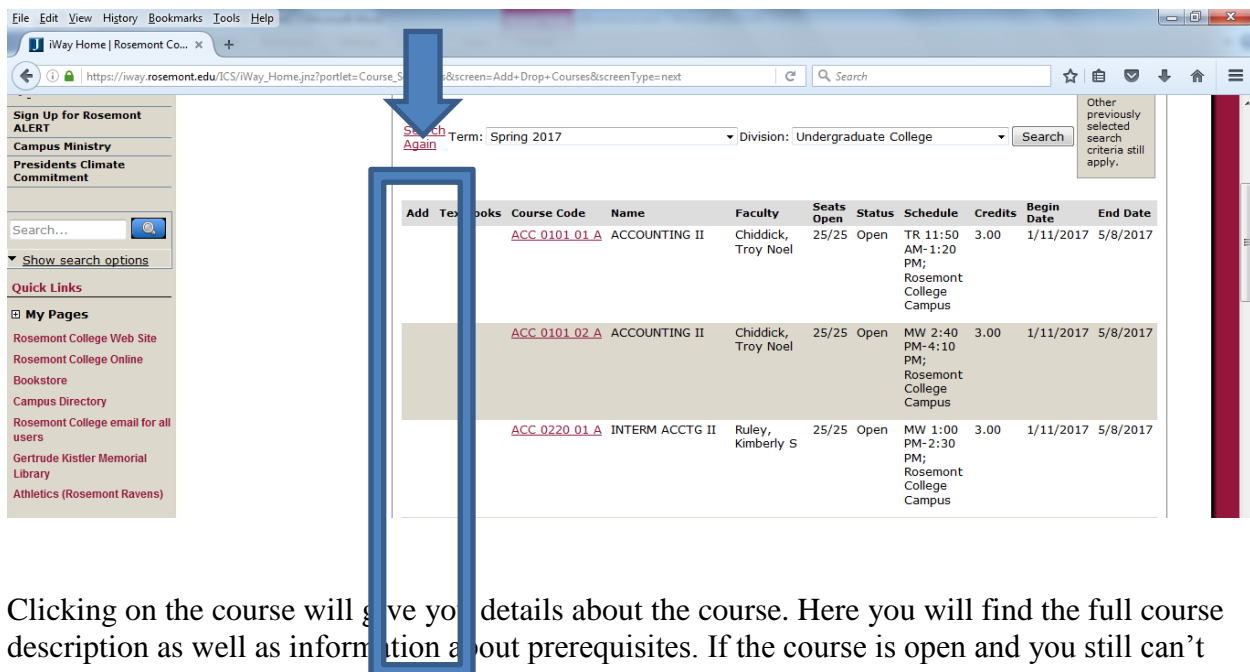 File Edit View History Bookmarks Tools Help
iWay Home | Rosemont Co... × +
https://iway.rosemont.edu/ICS/iWay_Home.jnz?portlet=Course_S &screen=Add+Drop+Courses&screenType=next
Search
Sign Up for Rosemont
ALERT
Campus Ministry
Presidents Climate
Commitment
Search...
Show search options
Quick Links
My Pages
Rosemont College Web Site
Rosemont College Online
Bookstore
Campus Directory
Rosemont College email for all
users
Gertrude Kistler Memorial
Library
Athletics (Rosemont Ravens)
Again Term: Spring 2017 Division: Undergraduate College Search
Other
previously
selected
search
criteria still
apply.
Add Course Code Name Faculty Seats Open Status Schedule Credits Begin Date End Date
ACC 0101 01 A ACCOUNTING II Chiddick, 25/25 Open TR 11:50 3.00 1/11/2017 5/8/2017
Troy Noel AM-1:20
PM;
Rosemont
College
Campus
ACC 0101 02 A ACCOUNTING II Chiddick, 25/25 Open MW 2:40 3.00 1/11/2017 5/8/2017
Troy Noel PM-4:10
PM;
Rosemont
College
Campus
ACC 0220 01 A INTERM ACCTG II Ruley, 25/25 Open MW 1:00 3.00 1/11/2017 5/8/2017
Kimberly S PM-2:30
PM;
Rosemont
College
Campus
Clicking on the course will give you details about the course. Here you will find the full course
description as well as information about prerequisites. If the course is open and you still can't